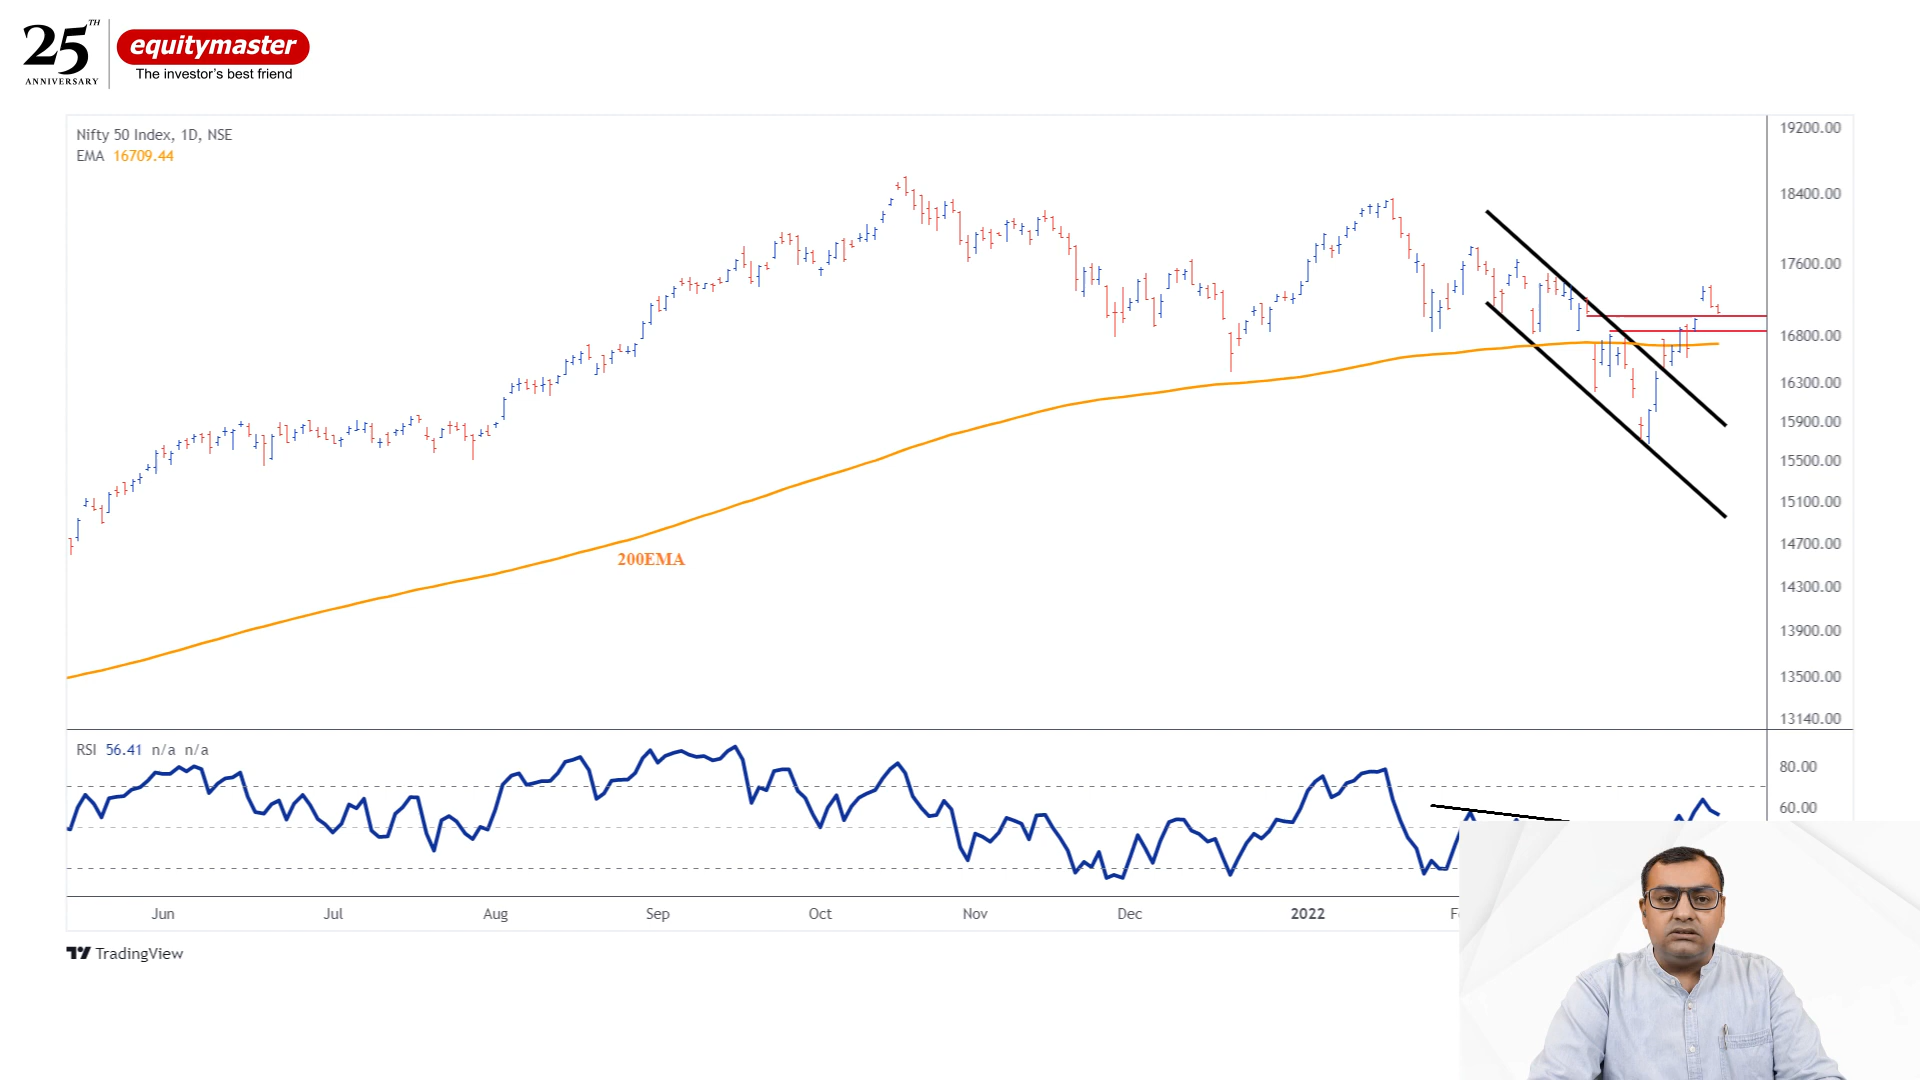 25TH
ANNIVERSARY
equitymaster
The investor's best friend
Nifty 50 Index, 1D, NSE
EMA 16709.44
19200.00
18400.00
17600.00
16800.00
16300.00
15900.00
15500.00
15100.00
14700.00
14300.00
13900.00
13500.00
13140.00
200EMA
RSI 56.41 n/a n/a
80.00
60.00
Jun Jul Aug Sep Oct Nov Dec 2022
TradingView